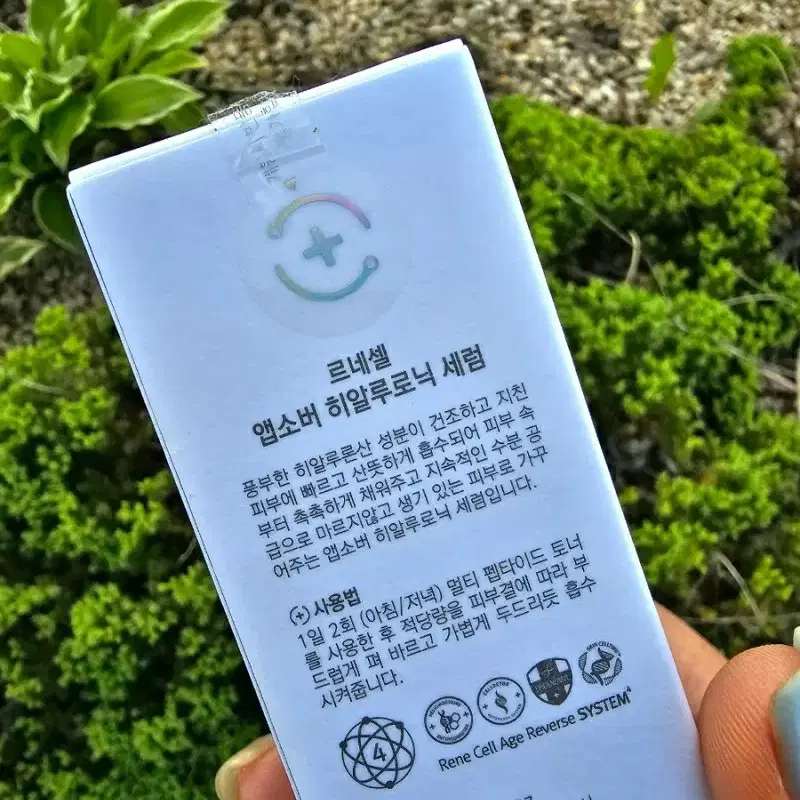 르네셀
앱소버 히알루로닉 세럼
풍부한 히알루론산 성분이 건조하고 지친
피부에 빠르고 산뜻하게 흡수되어 피부 속
부터 촉촉하게 채워주고 지속적인 수분 공
급으로 마르지않고 생기 있는 피부로 가꾸
어주는 앱소버 히알루로닉 세럼입니다.
사용법
1일 2회 (아침/저녁) 멀티 펩타이드 토너
를 사용한 후 적당량을 피부결에 따라 부
드럽게 펴 바르고 가볍게 두드리듯 흡수
시켜줍니다.
4
Rene Cell Age Reverse SYSTEM